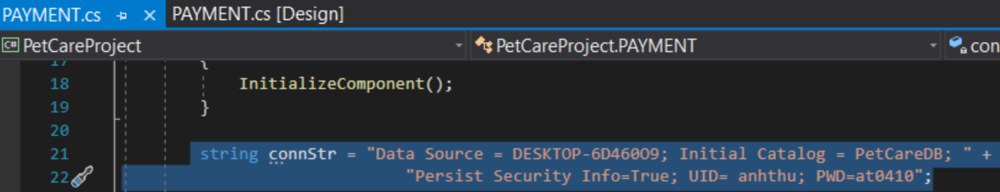 PAYMENT.cs PAYMENT.cs [Design]
C# PetCareProject PetCareProject.PAYMENT con
17 {
18 InitializeComponent();
19 }
20
21 string connStr = "Data Source = DESKTOP-6D460O9; Initial Catalog = PetCareDB; " +
22 "Persist Security Info=True; UID= anhthu; PWD=at0410";